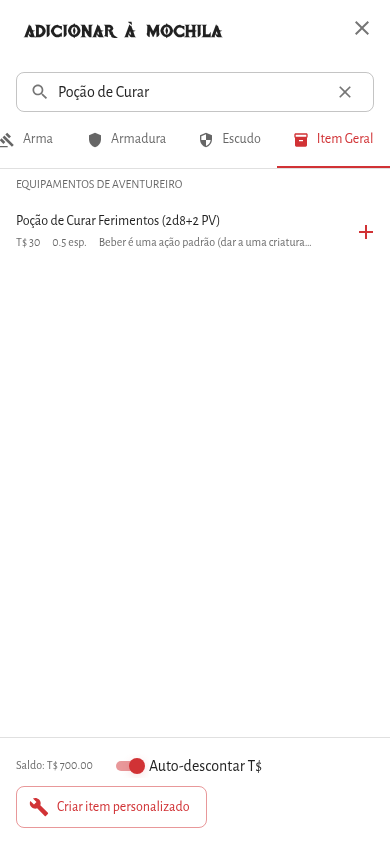 ADICIONAR À MOCHILA
Poção de Curar
Arma Armadura Escudo Item Geral
EQUIPAMENTOS DE AVENTUREIRO
Poção de Curar Ferimentos (2d8+2 PV)
T$ 30 0.5 esp. Beber é uma ação padrão (dar a uma criatura...
Saldo: T$ 700.00 Auto-descontar T$
Criar item personalizado